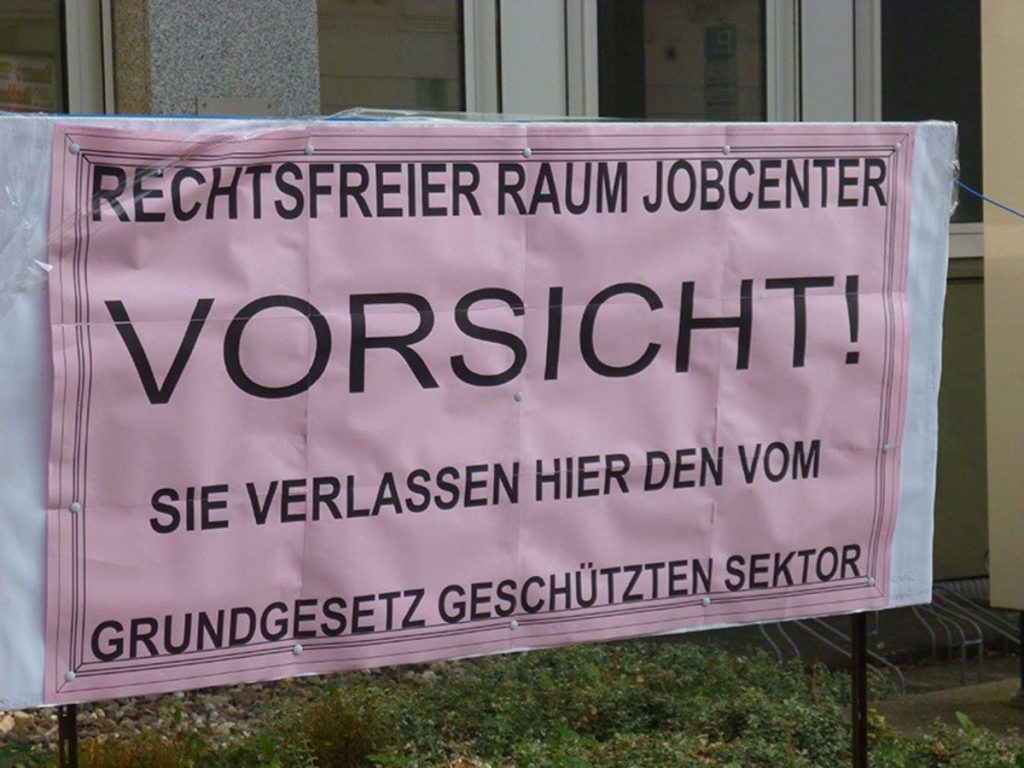 RECHTSFREIER RAUM JOBCENTER
VORSICHT!
SIE VERLASSEN HIER DEN VOM
GRUNDGESETZ GESCHÜTZTEN SEKTOR